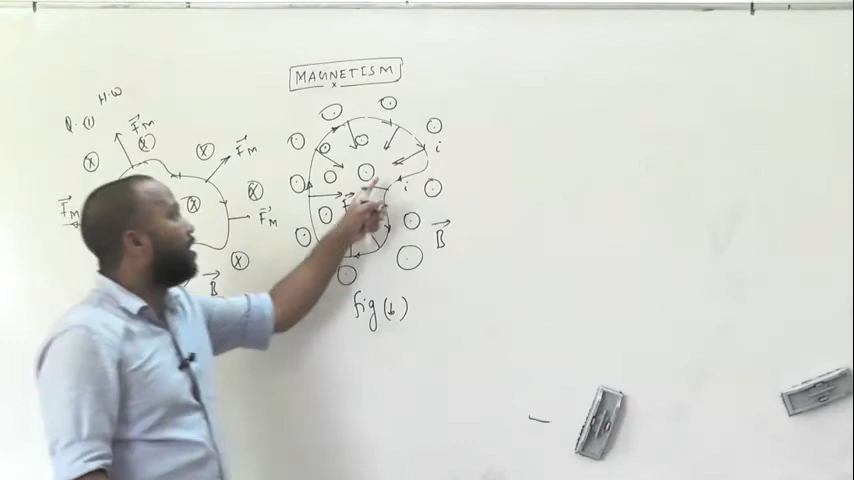 MAGNETISM
x
H.W
Q. (1)
F⃗M
F⃗M
F⃗M
F⃗M
B⃗
i
i
B⃗
fig (b)